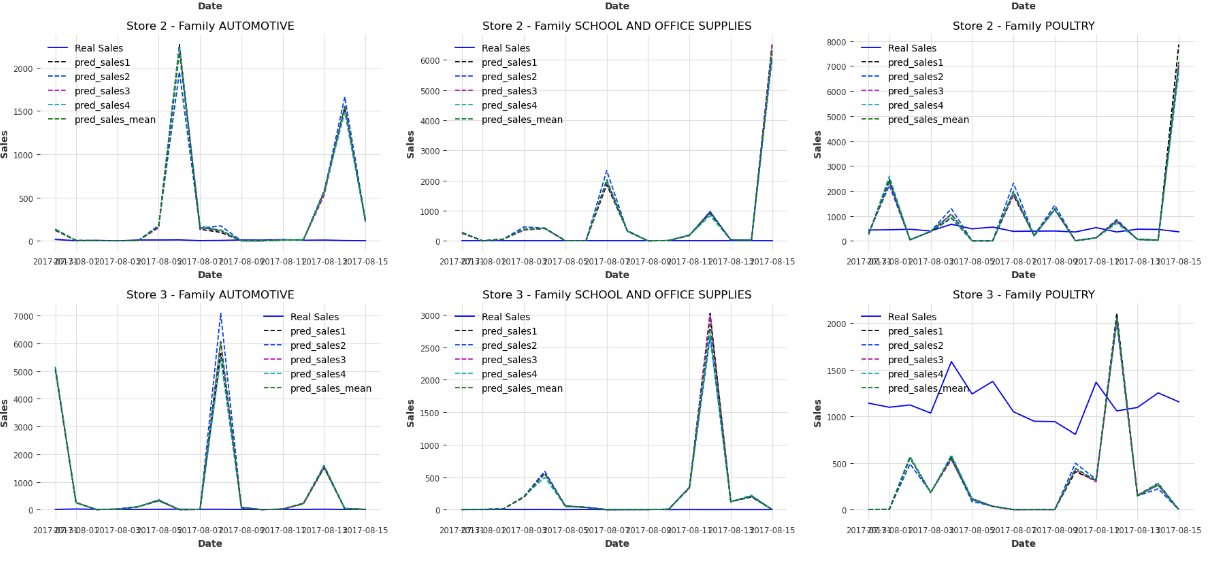 Date Date Date
Store 2 - Family AUTOMOTIVE
Real Sales
pred_sales1
pred_sales2
pred_sales3
pred_sales4
pred_sales_mean
2000
1500
1000
500
0
Sales
2017-08-01 2017-08-03 2017-08-05 2017-08-07 2017-08-09 2017-08-11 2017-08-13 2017-08-15
Date
Store 2 - Family SCHOOL AND OFFICE SUPPLIES
Real Sales
pred_sales1
pred_sales2
pred_sales3
pred_sales4
pred_sales_mean
6000
5000
4000
3000
2000
1000
0
Sales
2017-08-01 2017-08-03 2017-08-05 2017-08-07 2017-08-09 2017-08-11 2017-08-13 2017-08-15
Date
Store 2 - Family POULTRY
Real Sales
pred_sales1
pred_sales2
pred_sales3
pred_sales4
pred_sales_mean
8000
7000
6000
5000
4000
3000
2000
1000
0
Sales
2017-08-01 2017-08-03 2017-08-05 2017-08-07 2017-08-09 2017-08-11 2017-08-13 2017-08-15
Date
Store 3 - Family AUTOMOTIVE
Real Sales
pred_sales1
pred_sales2
pred_sales3
pred_sales4
pred_sales_mean
7000
6000
5000
4000
3000
2000
1000
0
Sales
2017-08-01 2017-08-03 2017-08-05 2017-08-07 2017-08-09 2017-08-11 2017-08-13 2017-08-15
Date
Store 3 - Family SCHOOL AND OFFICE SUPPLIES
Real Sales
pred_sales1
pred_sales2
pred_sales3
pred_sales4
pred_sales_mean
3000
2500
2000
1500
1000
500
0
Sales
2017-08-01 2017-08-03 2017-08-05 2017-08-07 2017-08-09 2017-08-11 2017-08-13 2017-08-15
Date
Store 3 - Family POULTRY
Real Sales
pred_sales1
pred_sales2
pred_sales3
pred_sales4
pred_sales_mean
2000
1500
1000
500
0
Sales
2017-08-01 2017-08-03 2017-08-05 2017-08-07 2017-08-09 2017-08-11 2017-08-13 2017-08-15
Date